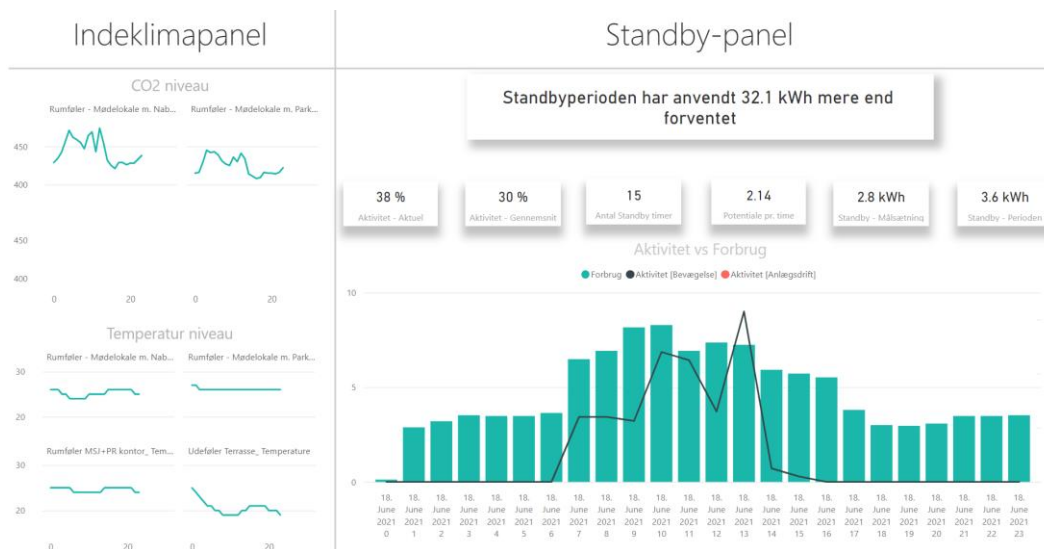 Indeklimapanel
Standby-panel
CO2 niveau
Rumføler - Mødelokale m. Nab...
Rumføler - Mødelokale m. Park...
450
400
450
400
0
20
0
20
Temperatur niveau
Rumføler - Mødelokale m. Nab...
Rumføler - Mødelokale m. Park...
30
20
Rumføler MSJ+PR kontor_ Tem...
Udeføler Terrasse_ Temperature
30
20
0
20
0
20
Standbyperioden har anvendt 32.1 kWh mere end
forventet
38 %
Aktivitet - Aktuel
30 %
Aktivitet - Gennemsnit
15
Antal Standby timer
2.14
Potentiale pr. time
2.8 kWh
Standby - Målsætning
3.6 kWh
Standby - Perioden
Aktivitet vs Forbrug
Forbrug Aktivitet [Bevægelse] Aktivitet [Anlægsdrift]
10
5
0
18. 18. 18. 18. 18. 18. 18. 18. 18. 18. 18. 18. 18. 18. 18. 18. 18. 18. 18. 18. 18. 18. 18. 18.
June June June June June June June June June June June June June June June June June June June June June June June June
2021 2021 2021 2021 2021 2021 2021 2021 2021 2021 2021 2021 2021 2021 2021 2021 2021 2021 2021 2021 2021 2021 2021 2021
0 1 2 3 4 5 6 7 8 9 10 11 12 13 14 15 16 17 18 19 20 21 22 23